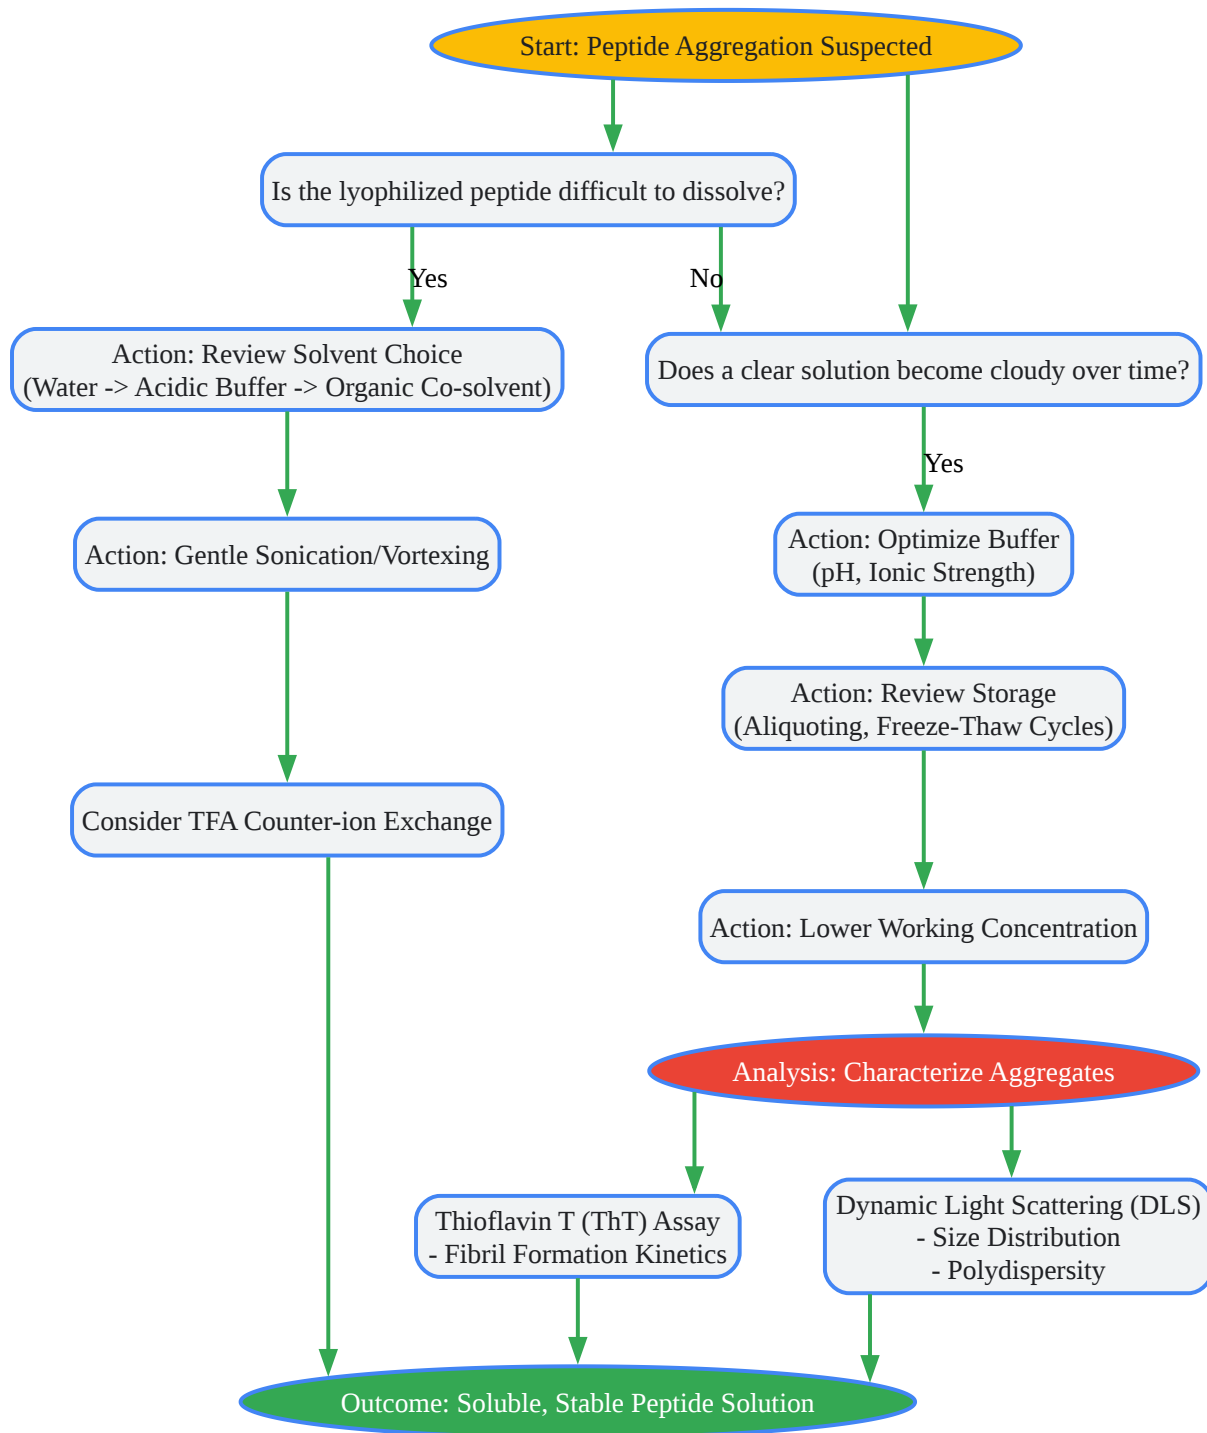 Start: Peptide Aggregation Suspected
Is the lyophilized peptide difficult to dissolve?
Yes
No
Action: Review Solvent Choice
(Water -> Acidic Buffer -> Organic Co-solvent)
Does a clear solution become cloudy over time?
Yes
Action: Gentle Sonication/Vortexing
Action: Optimize Buffer
(pH, Ionic Strength)
Action: Review Storage
(Aliquoting, Freeze-Thaw Cycles)
Consider TFA Counter-ion Exchange
Action: Lower Working Concentration
Analysis: Characterize Aggregates
Thioflavin T (ThT) Assay
- Fibril Formation Kinetics
Dynamic Light Scattering (DLS)
- Size Distribution
- Polydispersity
Outcome: Soluble, Stable Peptide Solution